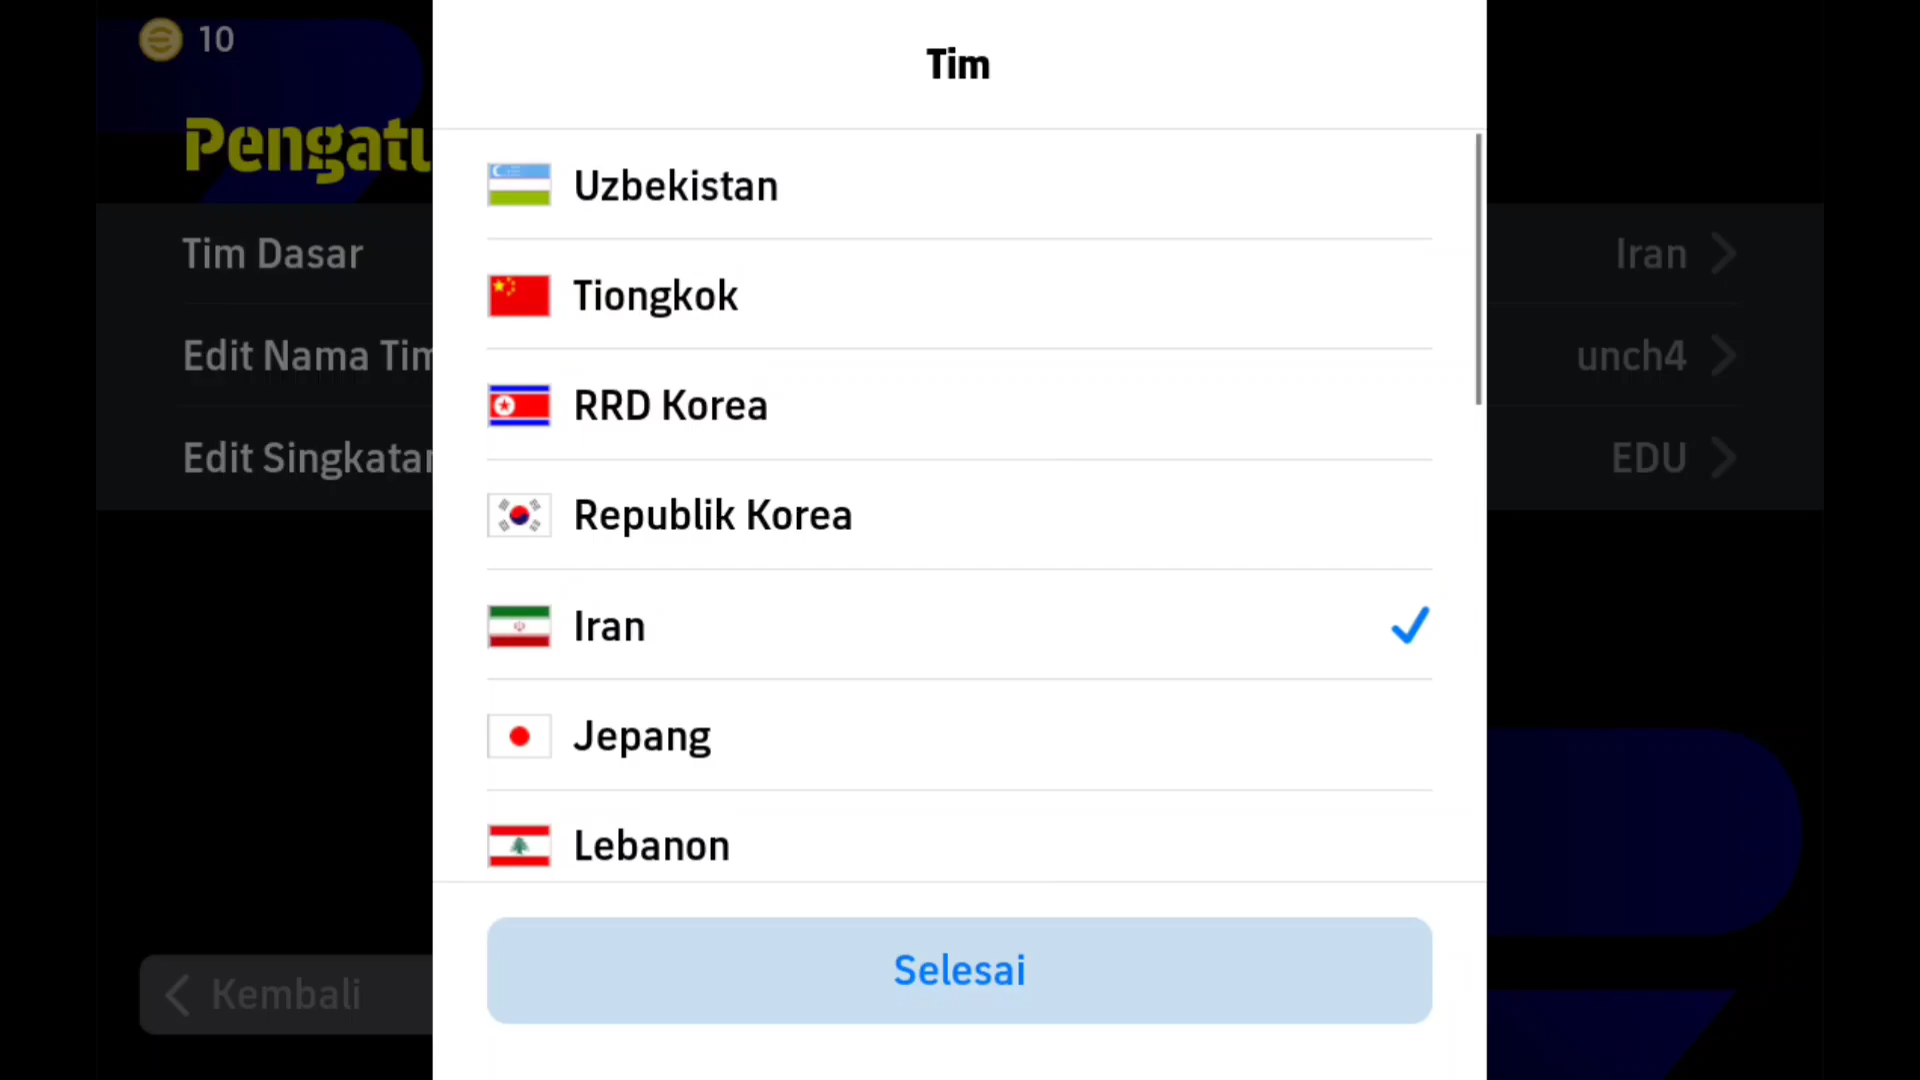 10
Tim
Pengatu
Uzbekistan
Tim Dasar
Iran
Tiongkok
Edit Nama Tim
unch4
RRD Korea
Edit Singkatan
EDU
Republik Korea
Iran
Jepang
Lebanon
Selesai
Kembali